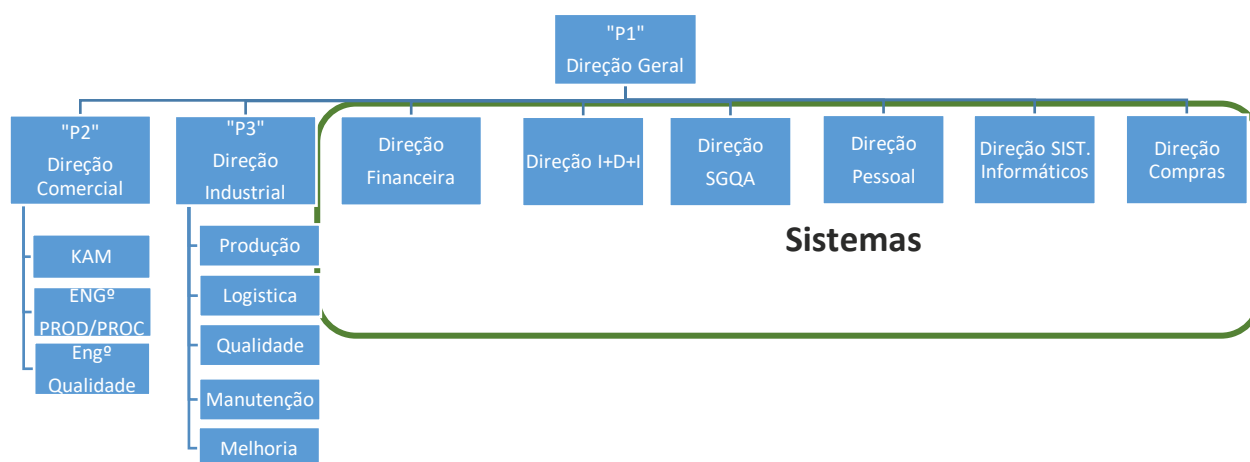 "P1"
Direção Geral
"P2"
Direção
Comercial
"P3"
Direção
Industrial
Direção
Financeira
Direção I+D+I
Direção
SGQA
Direção
Pessoal
Direção SIST.
Informáticos
Direção
Compras
Sistemas
KAM
ENGº
PROD/PROC
Engº
Qualidade
Produção
Logistica
Qualidade
Manutenção
Melhoria